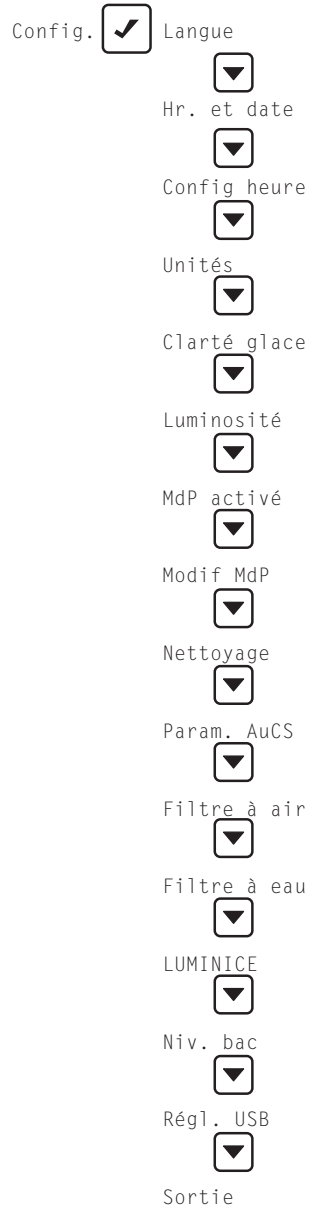 Config. Langue
Hr. et date
Config heure
Unités
Clarté glace
Luminosité
MdP activé
Modif MdP
Nettoyage
Param. AuCS
Filtre à air
Filtre à eau
LUMINICE
Niv. bac
Régl. USB
Sortie